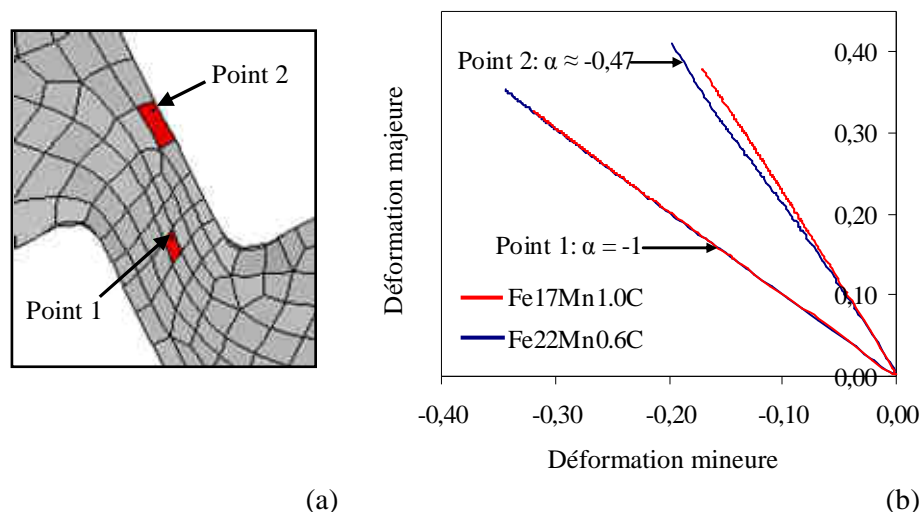 Point 2
Point 1
(a)
Déformation majeure
0,40
0,30
0,20
0,10
0,00
Point 2: α ≈ -0,47
Point 1: α = -1
Fe17Mn1.0C
Fe22Mn0.6C
-0,40 -0,30 -0,20 -0,10 0,00
Déformation mineure
(b)